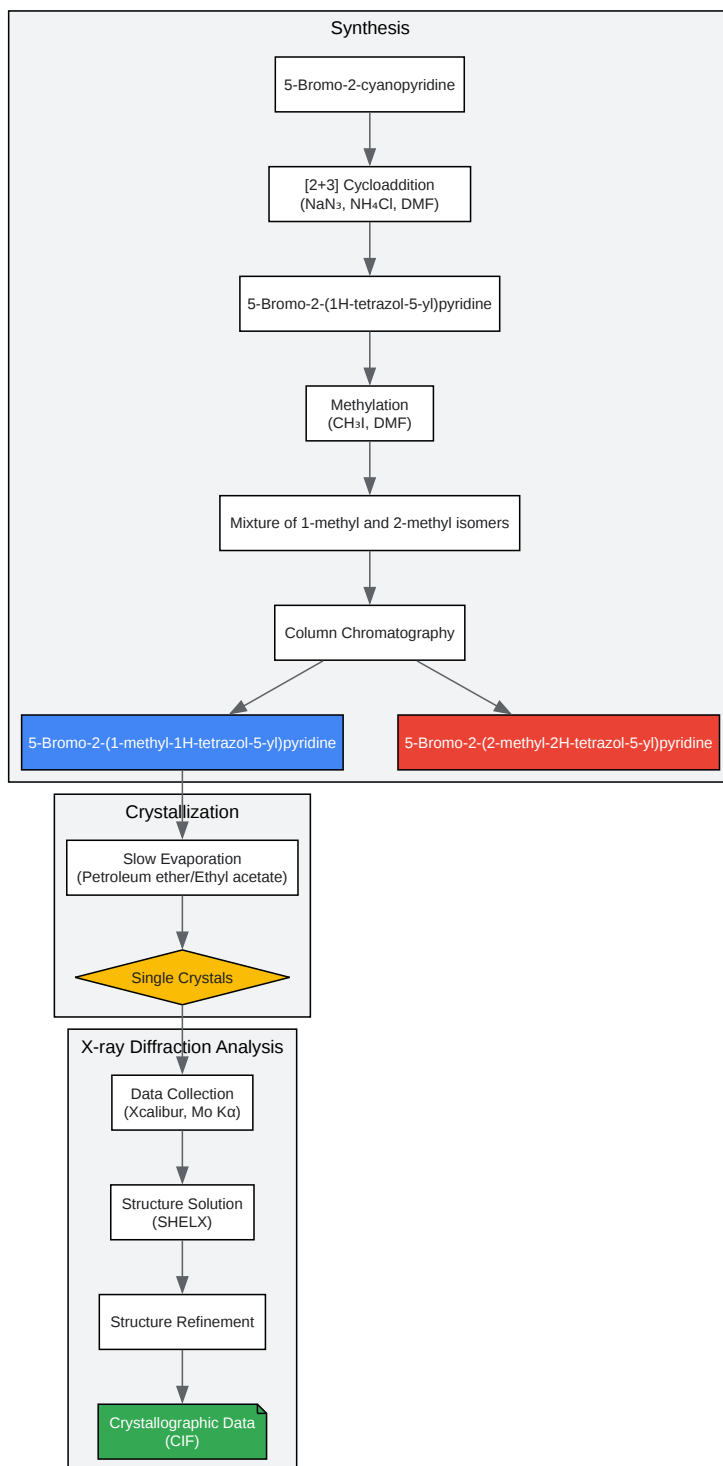 Synthesis
5-Bromo-2-cyanopyridine
[2+3] Cycloaddition
(NaN₃, NH₄Cl, DMF)
5-Bromo-2-(1H-tetrazol-5-yl)pyridine
Methylation
(CH₃I, DMF)
Mixture of 1-methyl and 2-methyl isomers
Column Chromatography
5-Bromo-2-(1-methyl-1H-tetrazol-5-yl)pyridine
5-Bromo-2-(2-methyl-2H-tetrazol-5-yl)pyridine
Crystallization
Slow Evaporation
(Petroleum ether/Ethyl acetate)
Single Crystals
X-ray Diffraction Analysis
Data Collection
(Xcalibur, Mo Kα)
Structure Solution
(SHELX)
Structure Refinement
Crystallographic Data
(CIF)